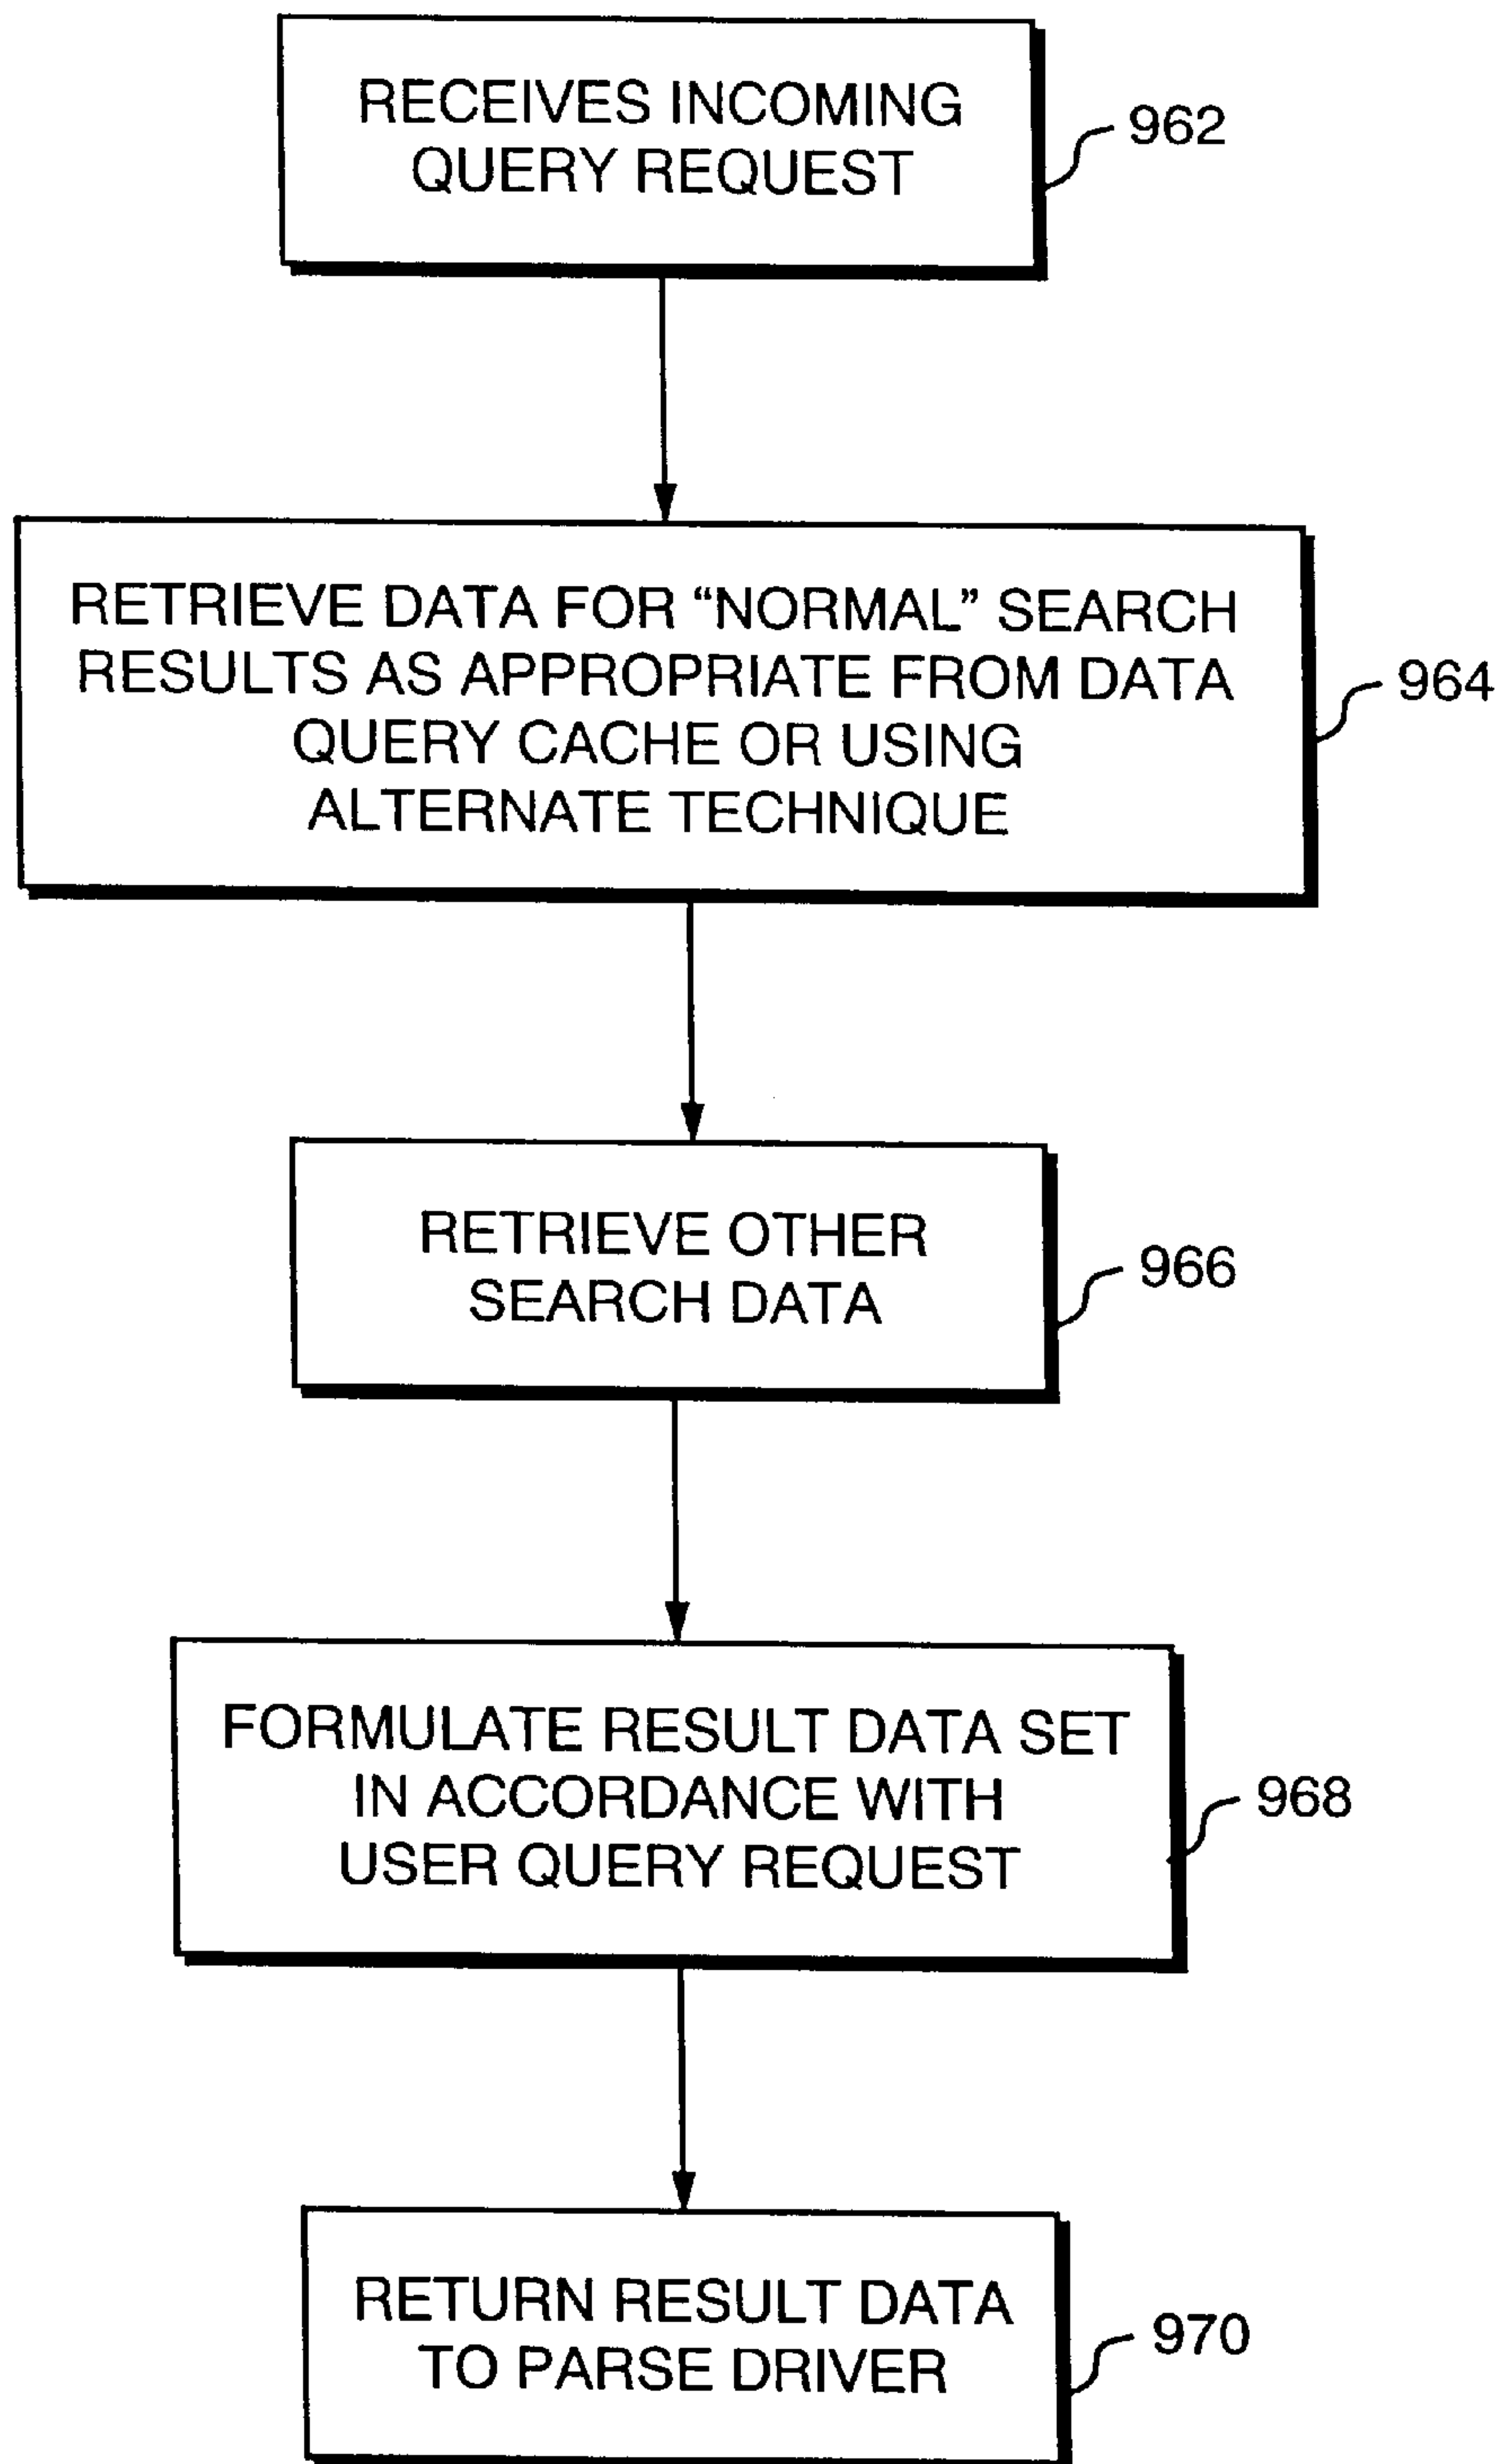 RECEIVES INCOMING
QUERY REQUEST
962
RETRIEVE DATA FOR “NORMAL” SEARCH
RESULTS AS APPROPRIATE FROM DATA
QUERY CACHE OR USING
ALTERNATE TECHNIQUE
964
RETRIEVE OTHER
SEARCH DATA
966
FORMULATE RESULT DATA SET
IN ACCORDANCE WITH
USER QUERY REQUEST
968
RETURN RESULT DATA
TO PARSE DRIVER
970